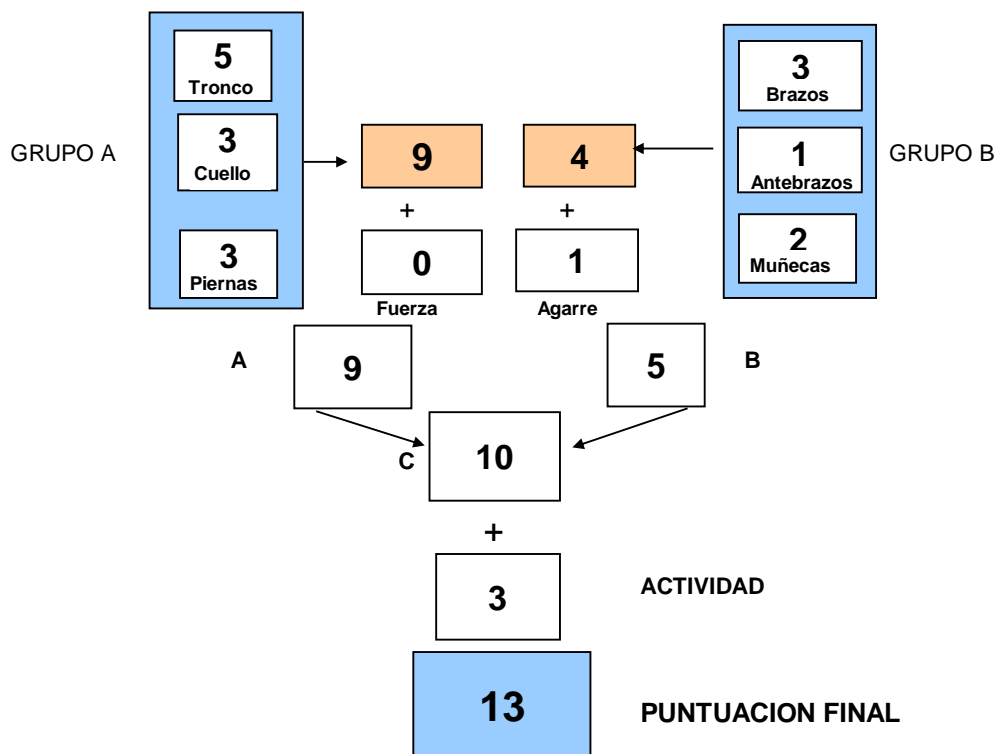 5
Tronco
3
Cuello
3
Piernas
GRUPO A
9
+
0
Fuerza
4
+
1
Agarre
3
Brazos
1
Antebrazos
2
Muñecas
GRUPO B
A
9
5
B
C
10
+
3
ACTIVIDAD
13
PUNTUACION FINAL